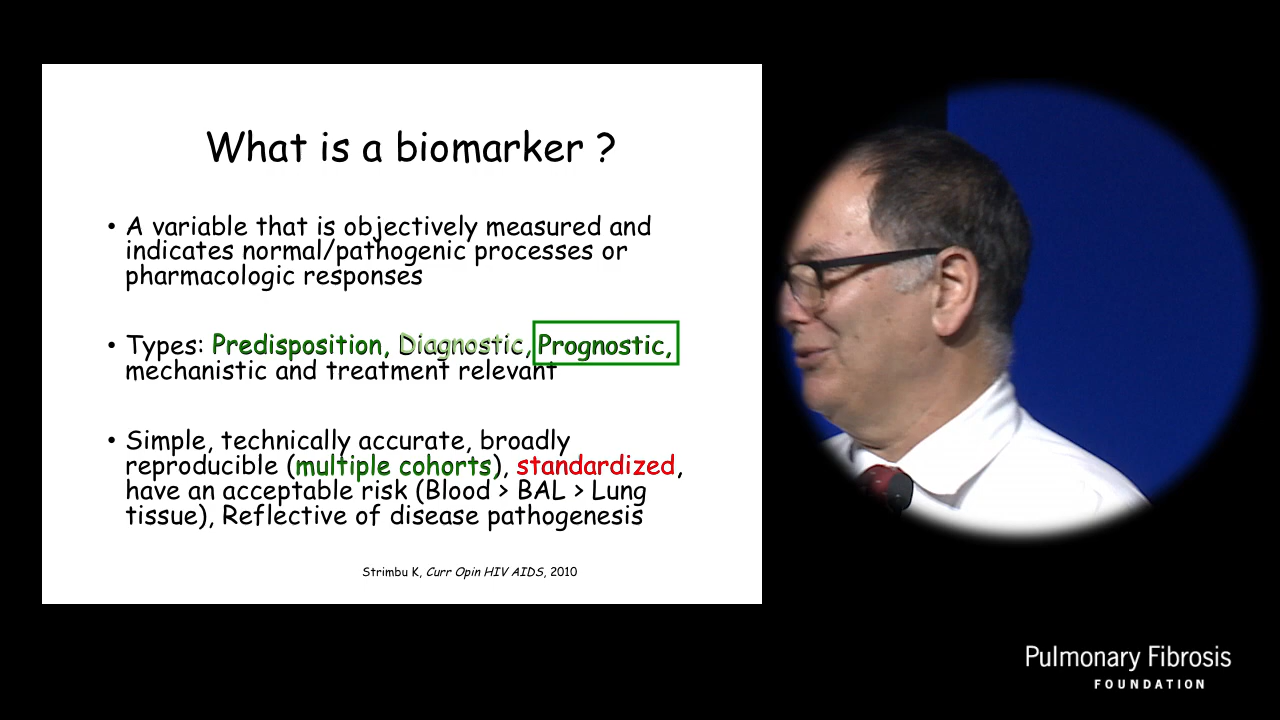 What is a biomarker ?
• A variable that is objectively measured and
indicates normal/pathogenic processes or
pharmacologic responses
• Types: Predisposition, Diagnostic, Prognostic,
mechanistic and treatment relevant
• Simple, technically accurate, broadly
reproducible (multiple cohorts), standardized,
have an acceptable risk (Blood > BAL > Lung
tissue), Reflective of disease pathogenesis
Strimbu K, Curr Opin HIV AIDS, 2010
Pulmonary Fibrosis
FOUNDATION